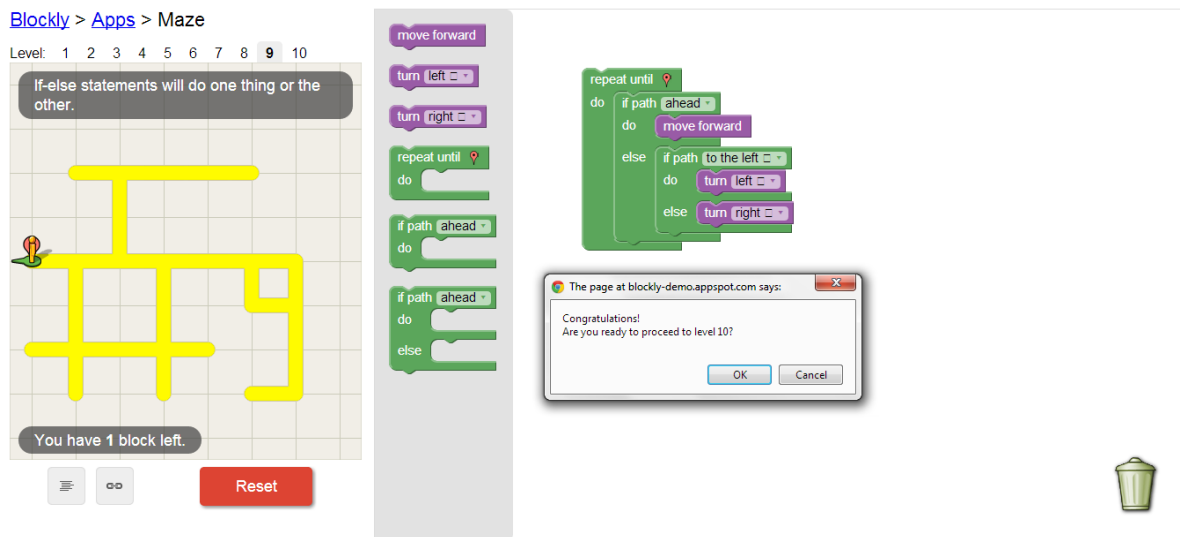 Blockly > Apps > Maze
Level: 1 2 3 4 5 6 7 8 9 10
If-else statements will do one thing or the
other.
You have 1 block left.
Reset
move forward
turn left
turn right
repeat until
do
if path ahead
do
if path ahead
do
else
repeat until
do if path ahead
do move forward
else if path to the left
do turn left
else turn right
The page at blockly-demo.appspot.com says:
Congratulations!
Are you ready to proceed to level 10?
OK Cancel